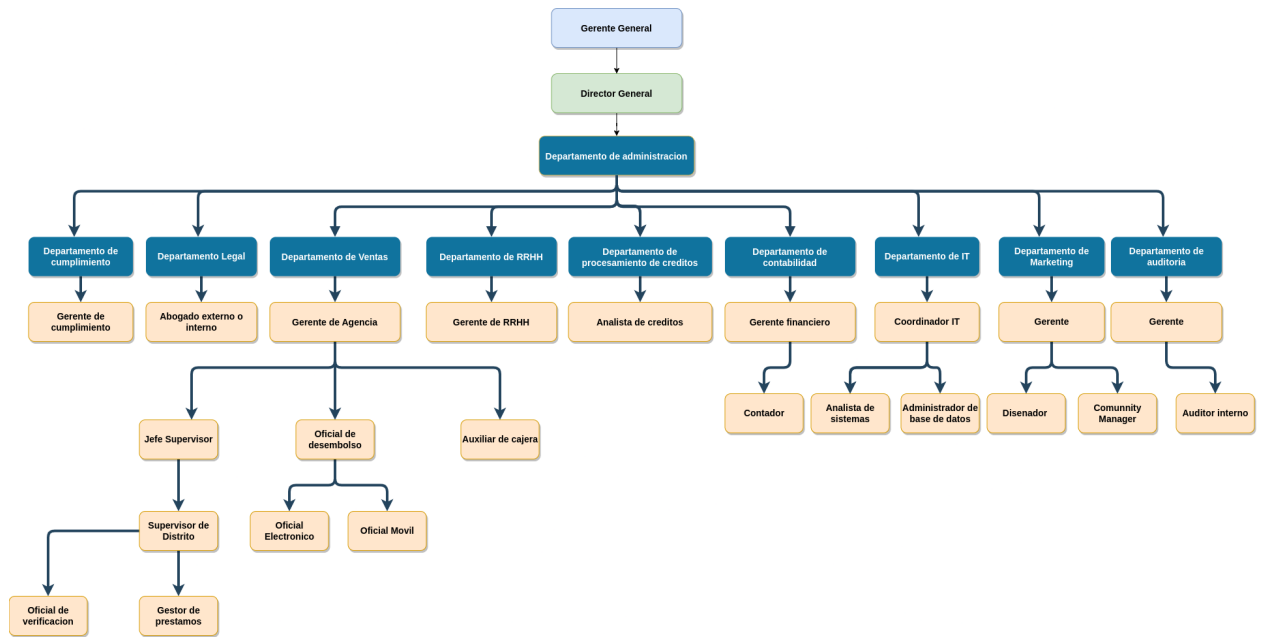 Gerente General
Director General
Departamento de administracion
Departamento de
cumplimiento
Departamento Legal
Departamento de Ventas
Departamento de RRHH
Departamento de
procesamiento de creditos
Departamento de
contabilidad
Departamento de IT
Departamento de
Marketing
Departamento de
auditoria
Gerente de
cumplimiento
Abogado externo o
interno
Gerente de Agencia
Gerente de RRHH
Analista de creditos
Gerente financiero
Coordinador IT
Gerente
Gerente
Contador
Analista de
sistemas
Administrador de
base de datos
Disenador
Comunnity
Manager
Auditor interno
Jefe Supervisor
Oficial de
desembolso
Auxiliar de cajera
Supervisor de
Distrito
Oficial
Electronico
Oficial Movil
Oficial de
verificacion
Gestor de
prestamos